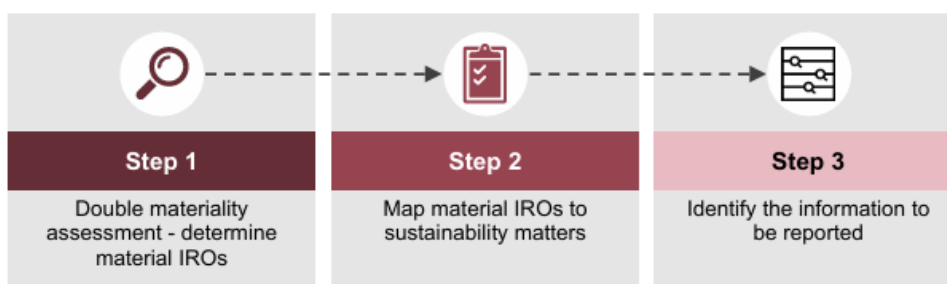 Step 1
Double materiality
assessment - determine
material IROs
Step 2
Map material IROs to
sustainability matters
Step 3
Identify the information to
be reported